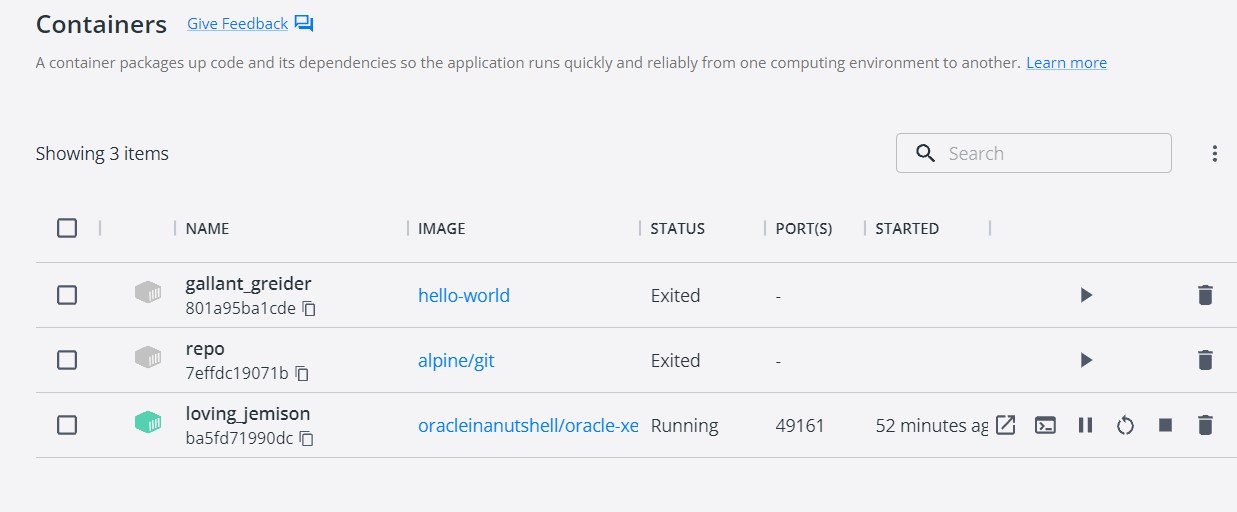 Containers Give Feedback
A container packages up code and its dependencies so the application runs quickly and reliably from one computing environment to another. Learn more
Showing 3 items Search
NAME IMAGE STATUS PORT(S) STARTED
gallant_greider
801a95ba1cde
hello-world Exited -
repo
7effdc19071b
alpine/git Exited -
loving_jemison
ba5fd71990dc
oracleinanutshell/oracle-xe Running 49161 52 minutes ag